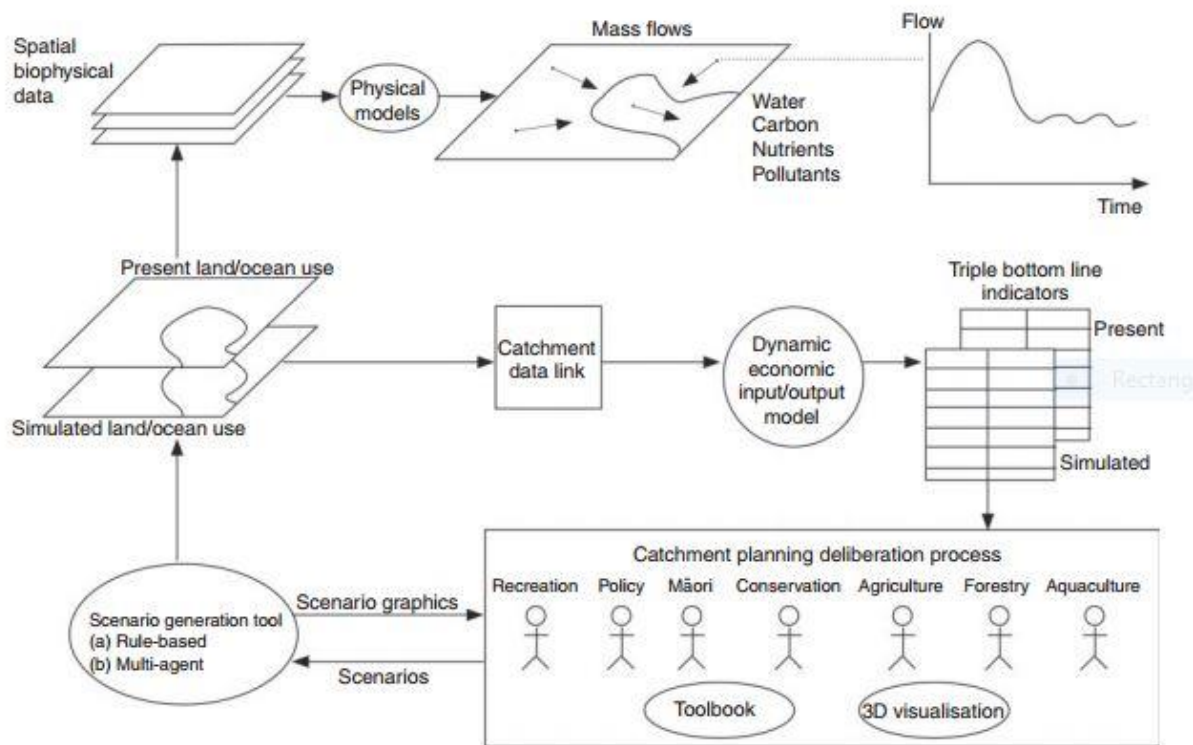 Spatial
biophysical
data
Physical
models
Mass flows
Water
Carbon
Nutrients
Pollutants
Flow
Time
Present land/ocean use
Simulated land/ocean use
Catchment
data link
Dynamic
economic
input/output
model
Triple bottom line
indicators
Present
Simulated
Rectang
Scenario generation tool
(a) Rule-based
(b) Multi-agent
Scenario graphics
Scenarios
Catchment planning deliberation process
Recreation Policy Māori Conservation Agriculture Forestry Aquaculture
Toolbook
3D visualisation